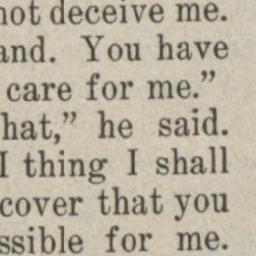 not deceive me.
and. You have
care for me.”
hat,” he said.
I thing I shall
cover that you
ssible for me.